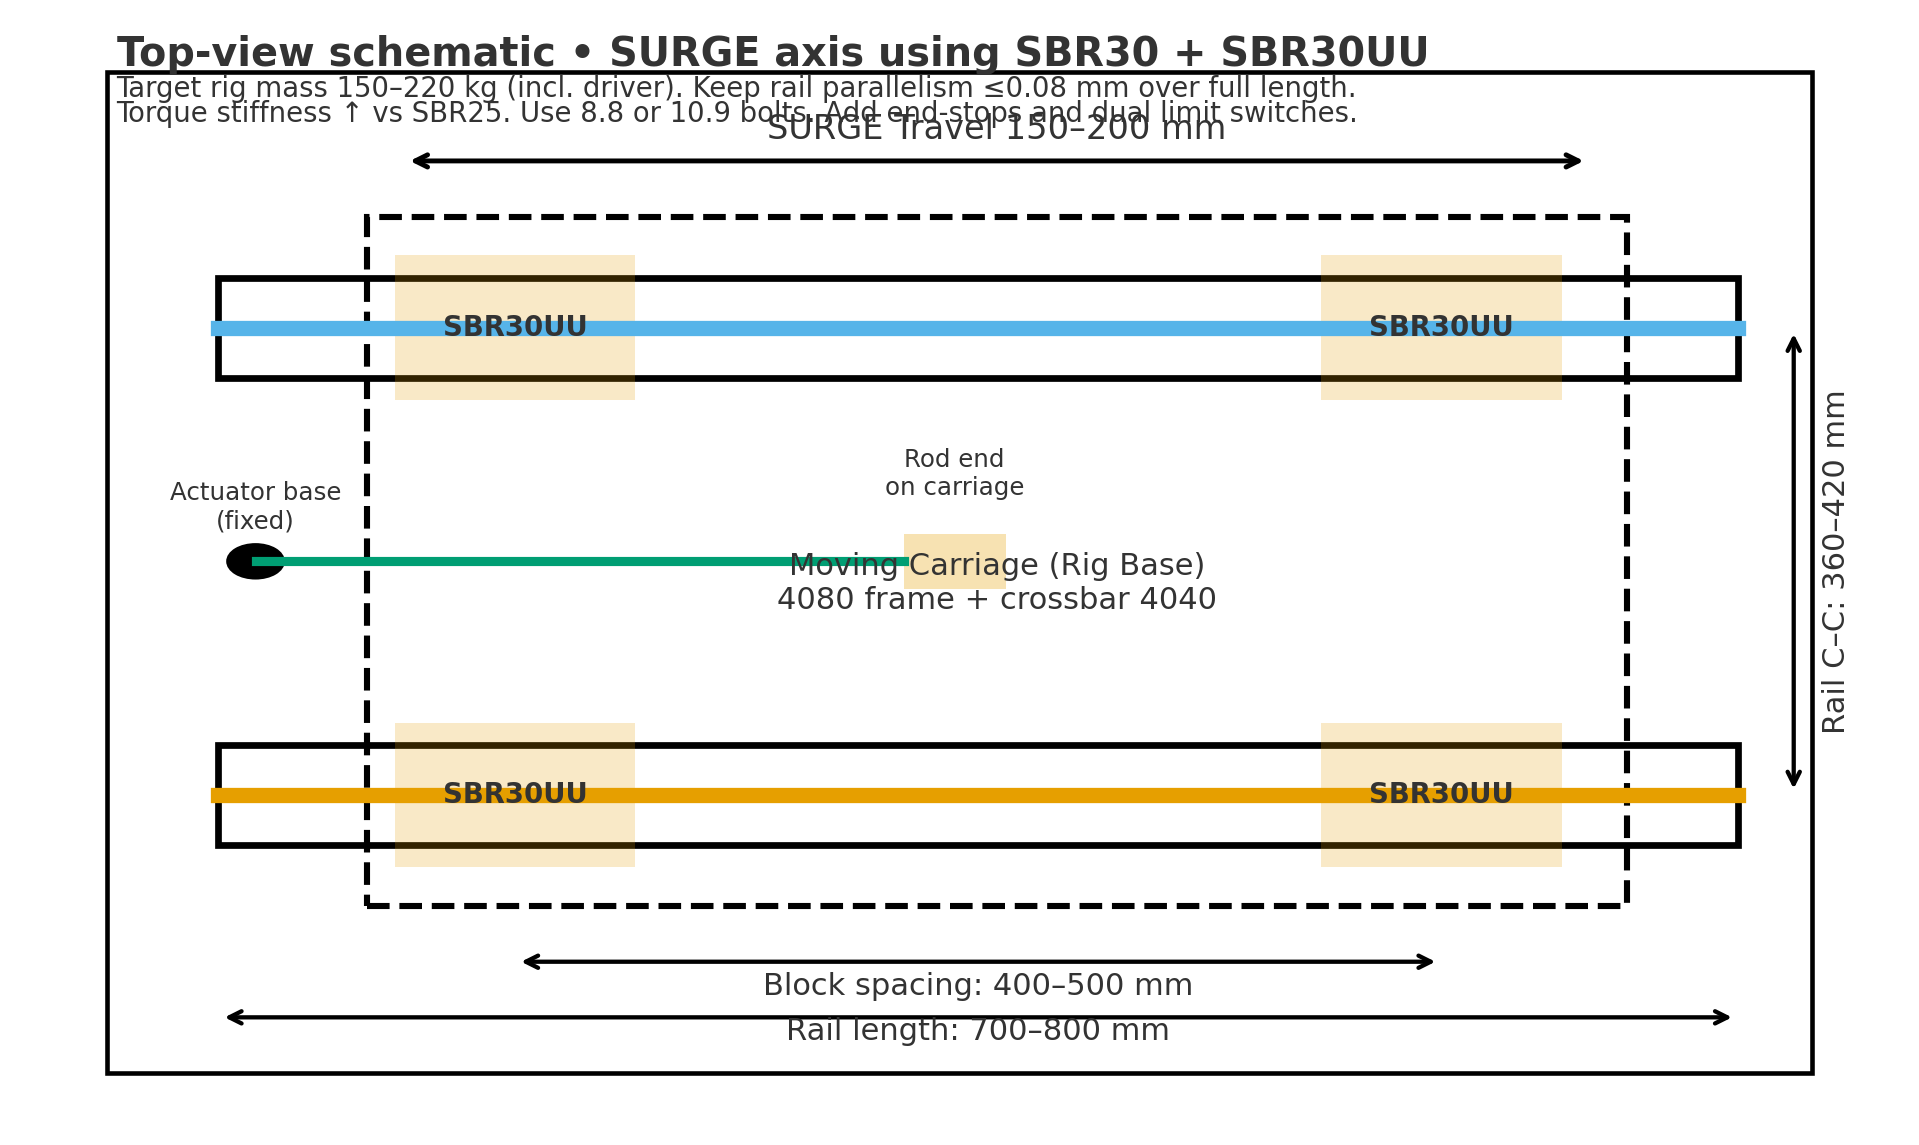 Top-view schematic • SURGE axis using SBR30 + SBR30UU
Target rig mass 150–220 kg (incl. driver). Keep rail parallelism ≤0.08 mm over full length.
Torque stiffness ↑ vs SBR25. Use 8.8 or 10.9 bolts. Add end-stops and dual limit switches.
SURGE Travel 150–200 mm
SBR30UU
SBR30UU
Rod end
on carriage
Actuator base
(fixed)
Moving Carriage (Rig Base)
4080 frame + crossbar 4040
Rail C–C: 360–420 mm
SBR30UU
SBR30UU
Block spacing: 400–500 mm
Rail length: 700–800 mm